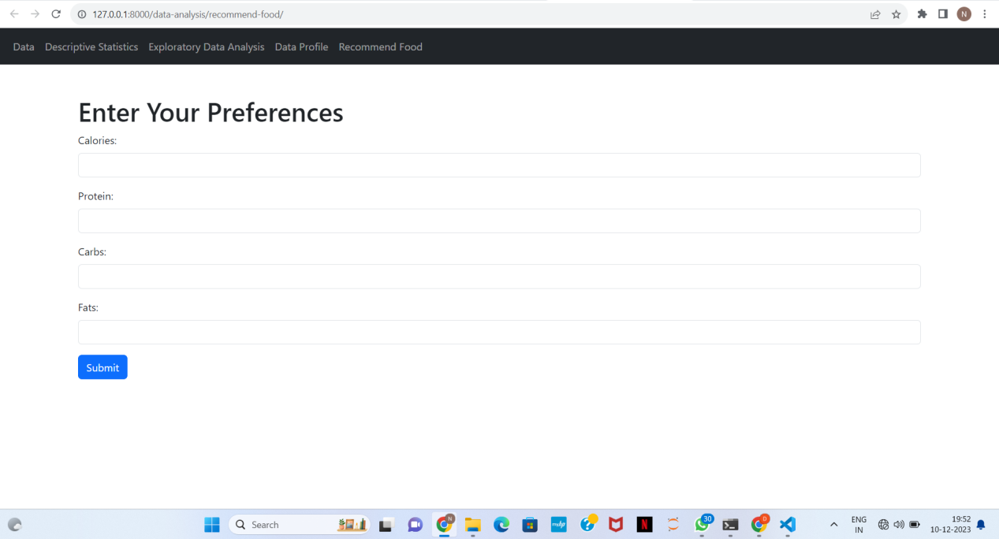 127.0.0.1:8000/data-analysis/recommend-food/
N
Data Descriptive Statistics Exploratory Data Analysis Data Profile Recommend Food
Enter Your Preferences
Calories:
Protein:
Carbs:
Fats:
Submit
Search
N
myhp
?
N
30
D
ENG
IN
19:52
10-12-2023